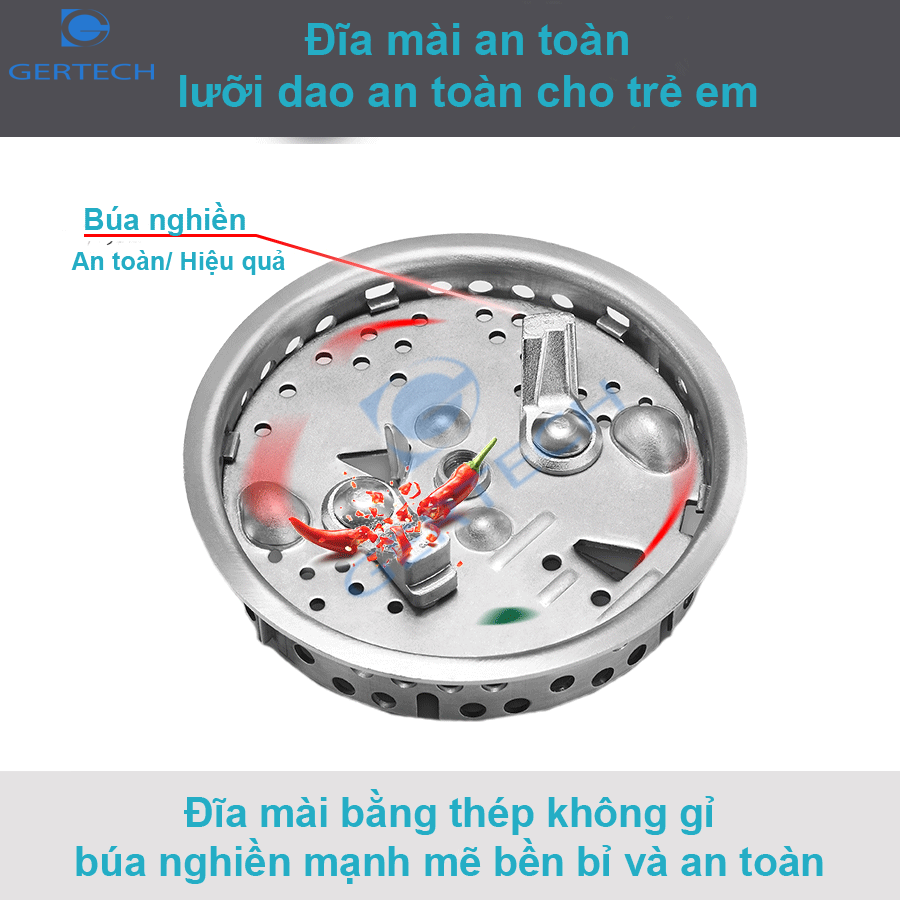 GERTECH
Đĩa mài an toàn
lưỡi dao an toàn cho trẻ em
Búa nghiền
An toàn/ Hiệu quả
GERTECH
Đĩa mài bằng thép không gỉ
búa nghiền mạnh mẽ bền bỉ và an toàn